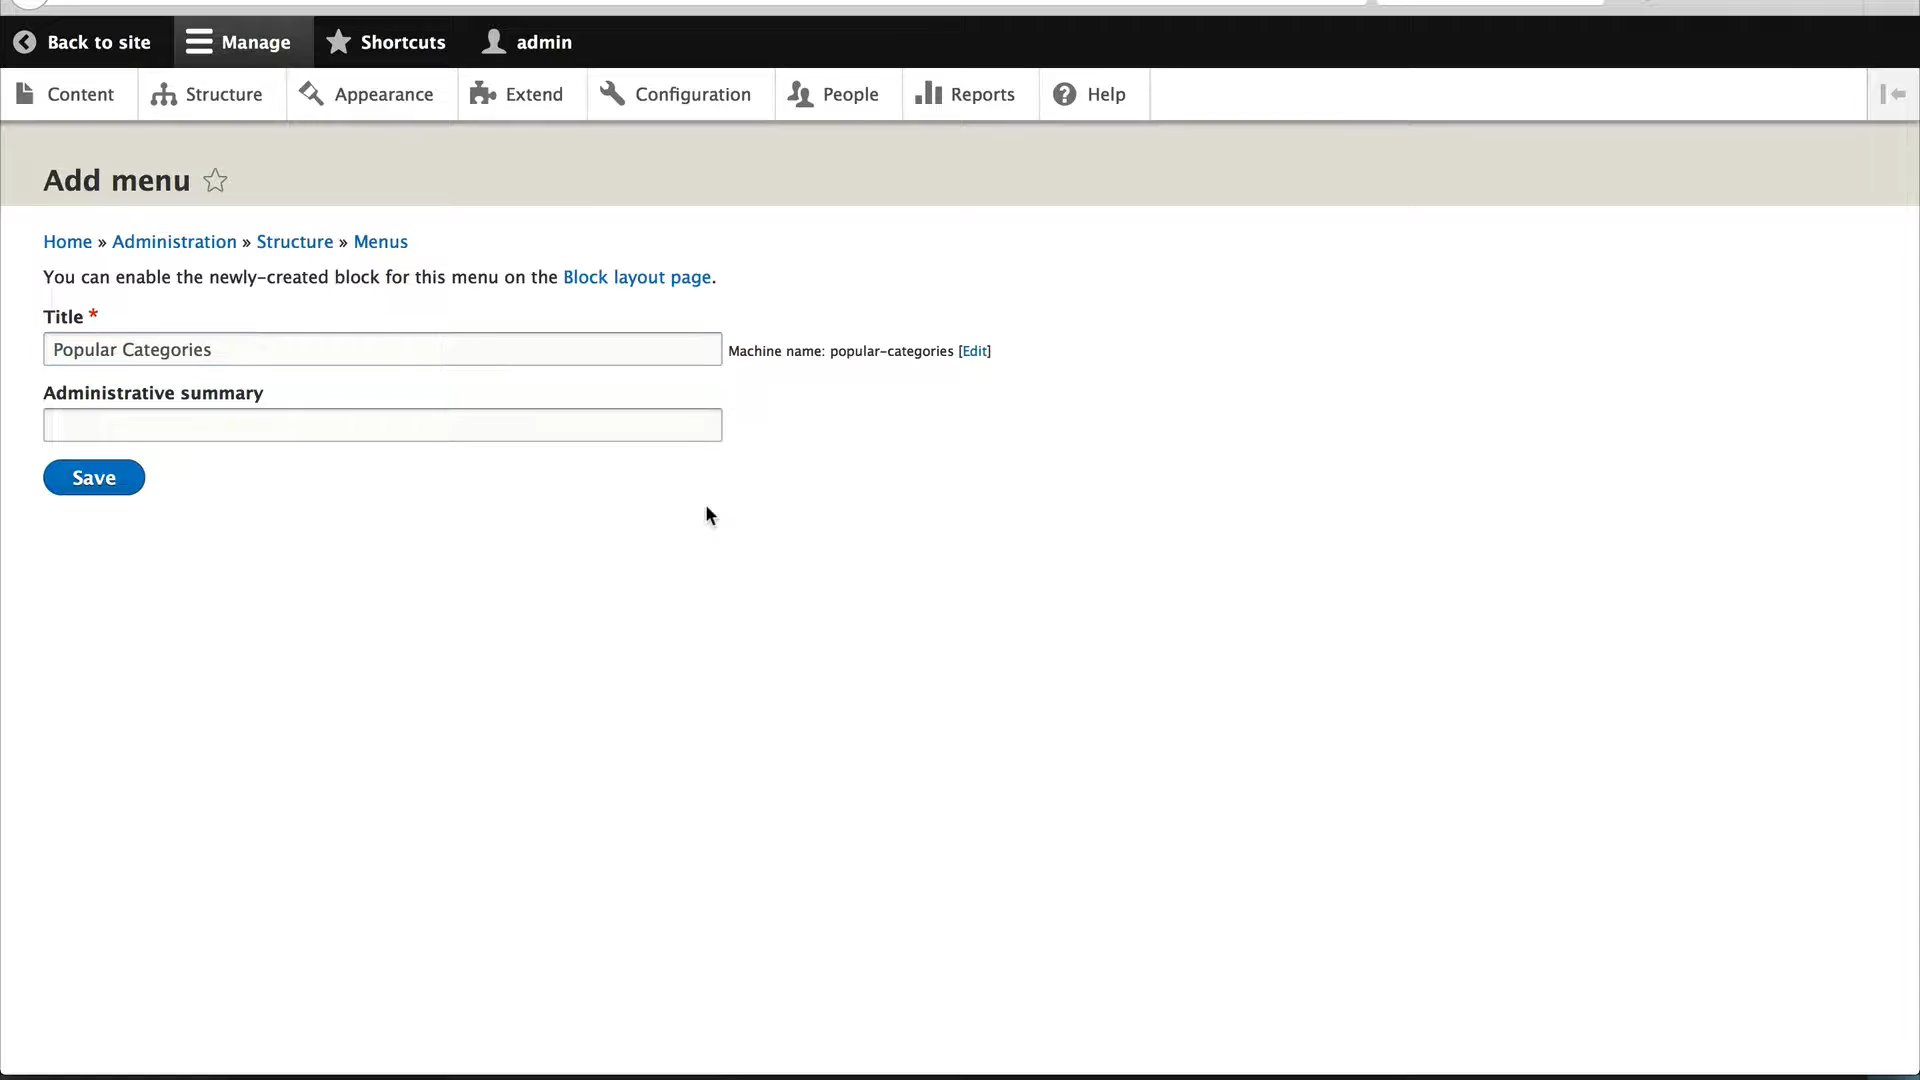 Back to site Manage Shortcuts admin
Content Structure Appearance Extend Configuration People Reports Help
Add menu
Home » Administration » Structure » Menus
You can enable the newly-created block for this menu on the Block layout page.
Title *
Popular Categories Machine name: popular-categories [Edit]
Administrative summary
Save